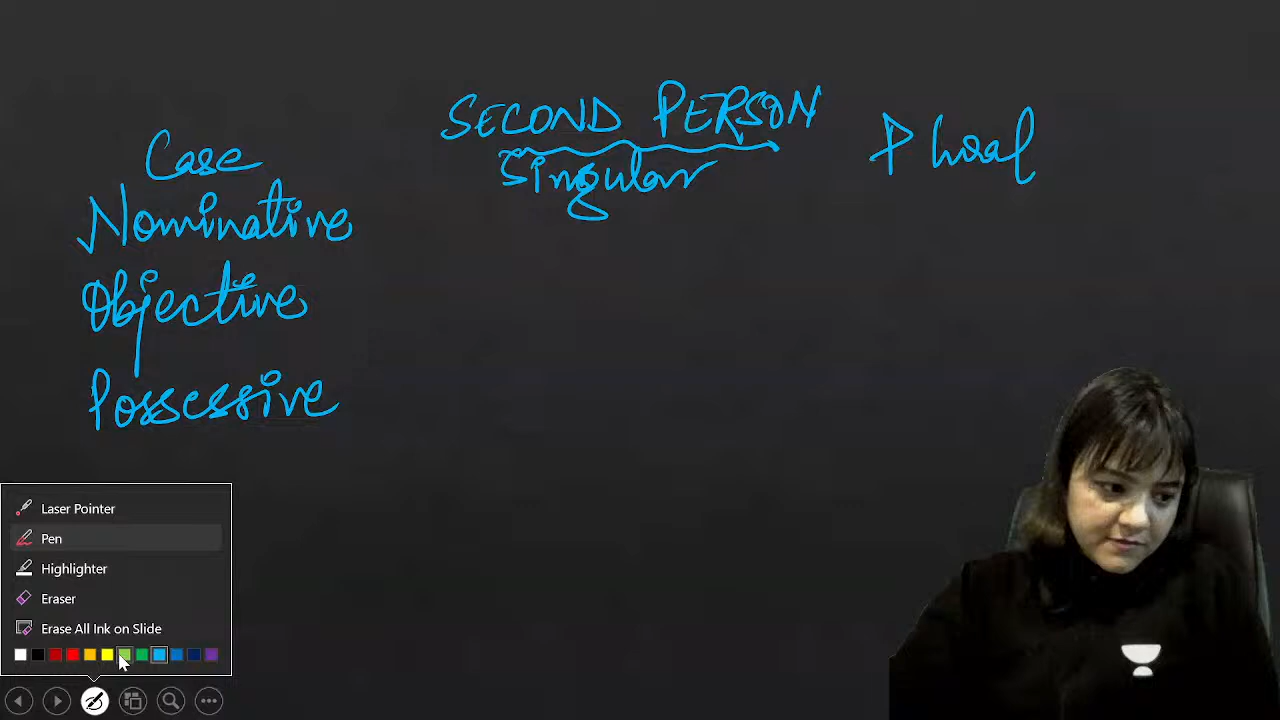 SECOND PERSON
Case Singular Plural
Nominative
Objective
Possessive
Laser Pointer
Pen
Highlighter
Eraser
Erase All Ink on Slide